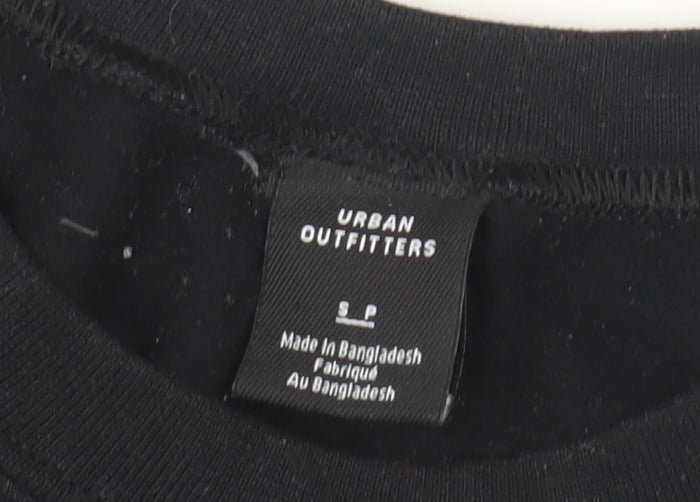 URBAN
OUTFITTERS
S P
Made In Bangladesh
Fabriqué
Au Bangladesh